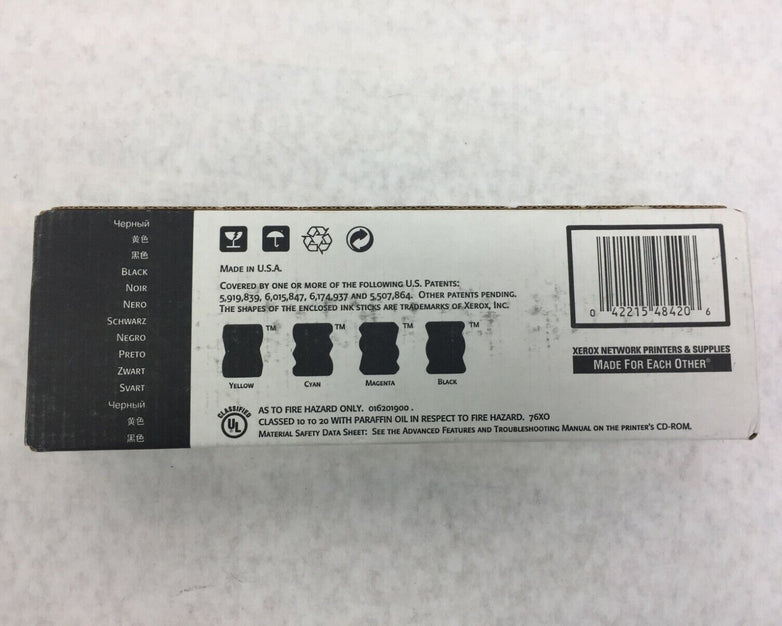 Черный
黄色
黑色
BLACK
NOIR
NERO
SCHWARZ
NEGRO
PRETO
ZWART
SVART
Черный
黄色
黑色
MADE IN U.S.A.
COVERED BY ONE OR MORE OF THE FOLLOWING U.S. PATENTS:
5,919,839, 6,015,847, 6,174,937 AND 5,507,864. OTHER PATENTS PENDING.
THE SHAPES OF THE ENCLOSED INK STICKS ARE TRADEMARKS OF XEROX, INC.
TM TM TM TM
YELLOW CYAN MAGENTA BLACK
CLASSIFIED
UL
AS TO FIRE HAZARD ONLY. 016201900 .
CLASSED 10 TO 20 WITH PARAFFIN OIL IN RESPECT TO FIRE HAZARD. 76X0
MATERIAL SAFETY DATA SHEET: SEE THE ADVANCED FEATURES AND TROUBLESHOOTING MANUAL ON THE PRINTER'S CD-ROM.
0 42215 48420 6
XEROX NETWORK PRINTERS & SUPPLIES
MADE FOR EACH OTHER®